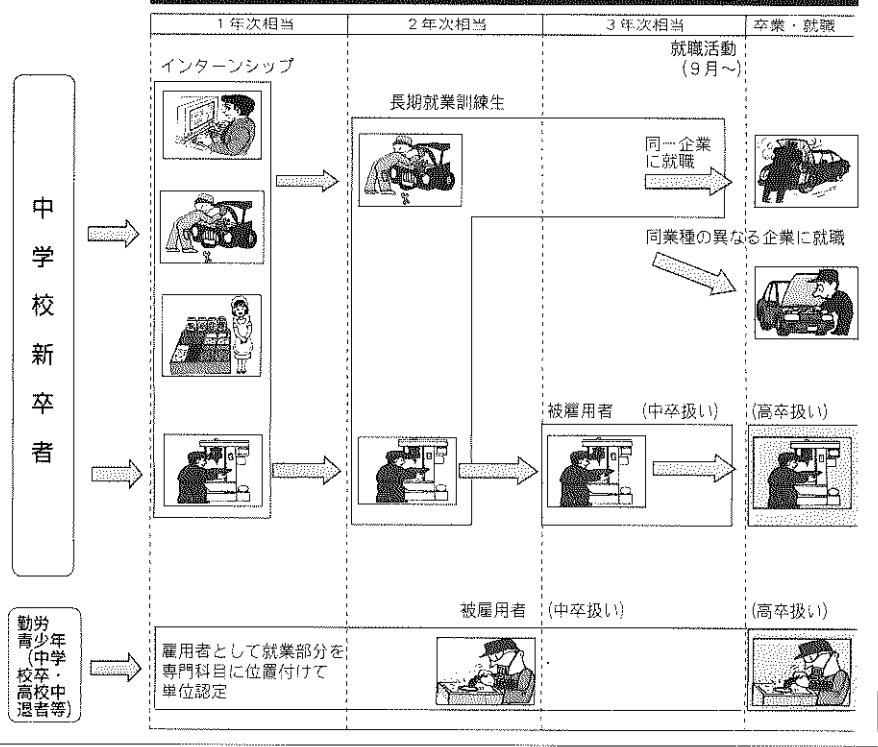 1年次相当
2年次相当
3年次相当
卒業・就職
就職活動
(9月～)
インターンシップ
長期就業訓練生
同一企業
に就職
同業種の異なる企業に就職
中学校新卒者
被雇用者 (中卒扱い)
(高卒扱い)
被雇用者 (中卒扱い)
(高卒扱い)
勤労
青少年
(中学
校卒・
高校中
退者等)
雇用者として就業部分を
専門科目に位置付けて
単位認定